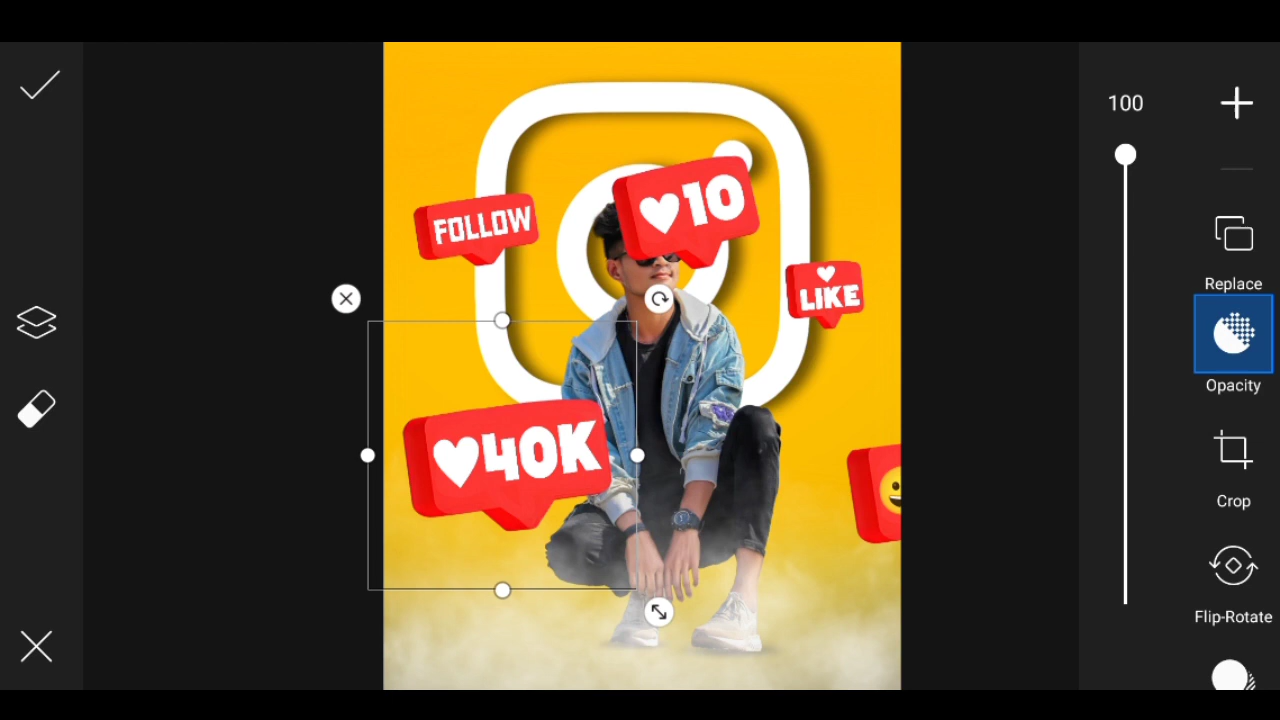 100
10
FOLLOW
LIKE
Replace
Opacity
40K
Crop
Flip-Rotate